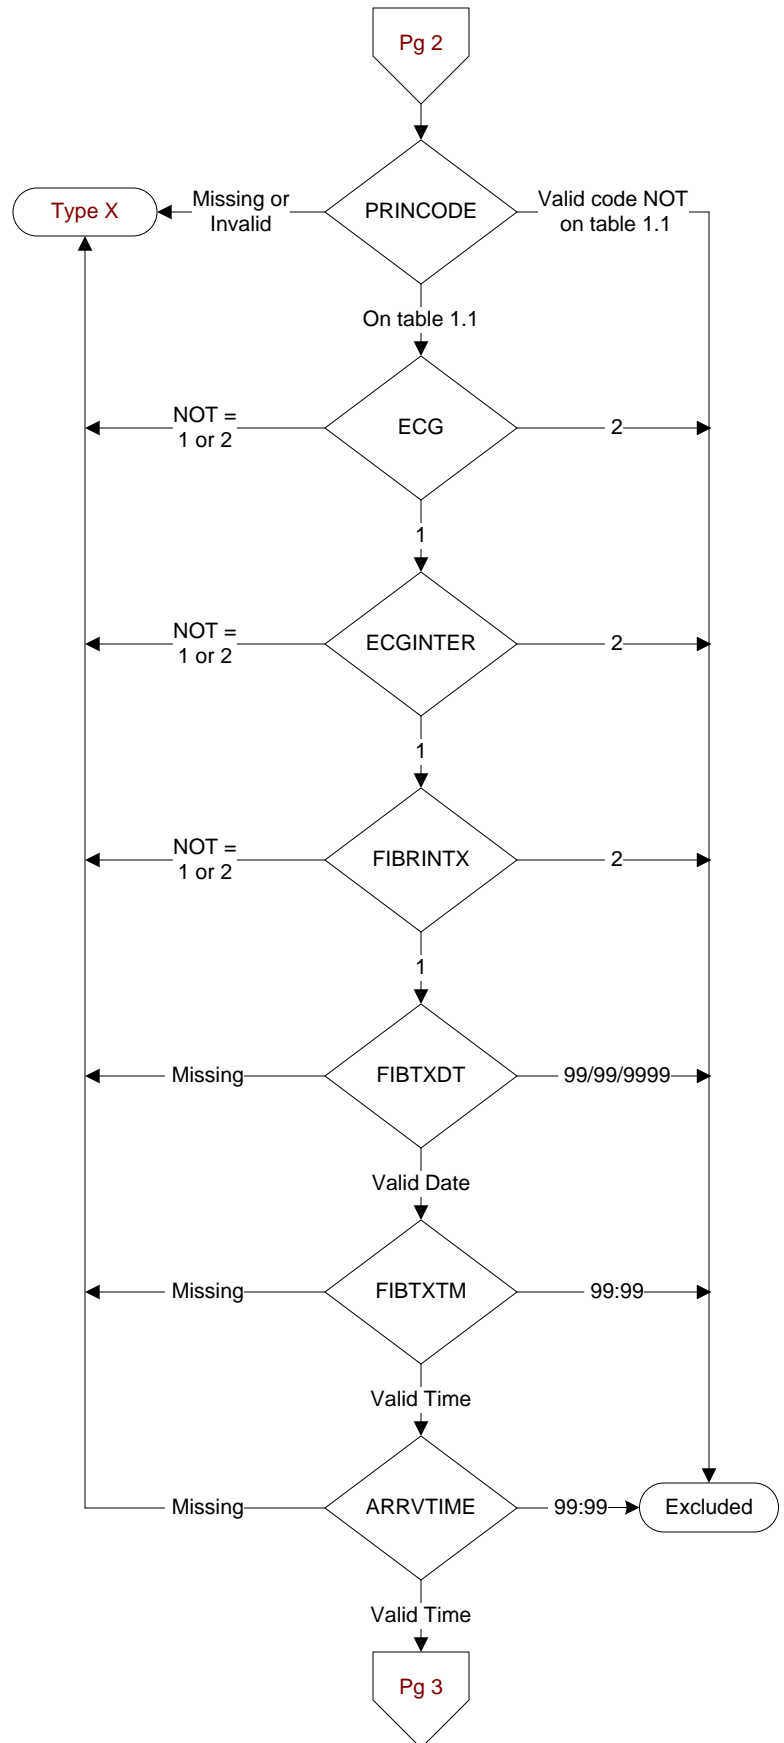 Pg 2
Type X
Missing or
Invalid
PRINCODE
Valid code NOT
on table 1.1
On table 1.1
NOT =
1 or 2
ECG
2
1
NOT =
1 or 2
ECGINTER
2
1
NOT =
1 or 2
FIBRINTX
2
1
Missing
FIBTXDT
99/99/9999
Valid Date
Missing
FIBTXTM
99:99
Valid Time
Missing
ARRVTIME
99:99
Excluded
Valid Time
Pg 3